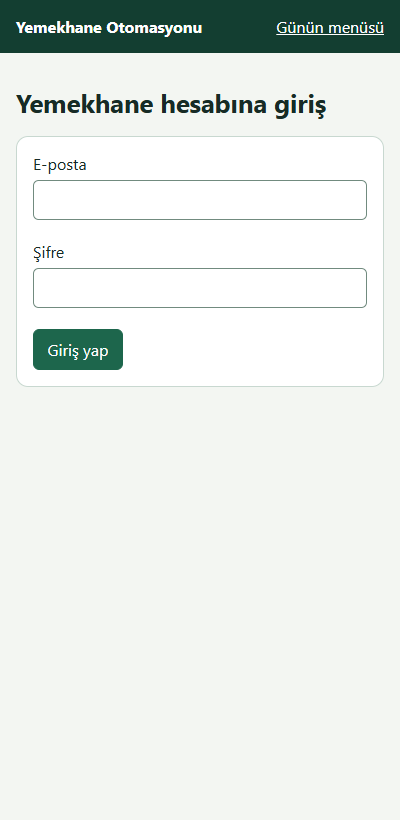 Yemekhane Otomasyonu
Günün menüsü
Yemekhane hesabına giriş
E-posta
Şifre
Giriş yap